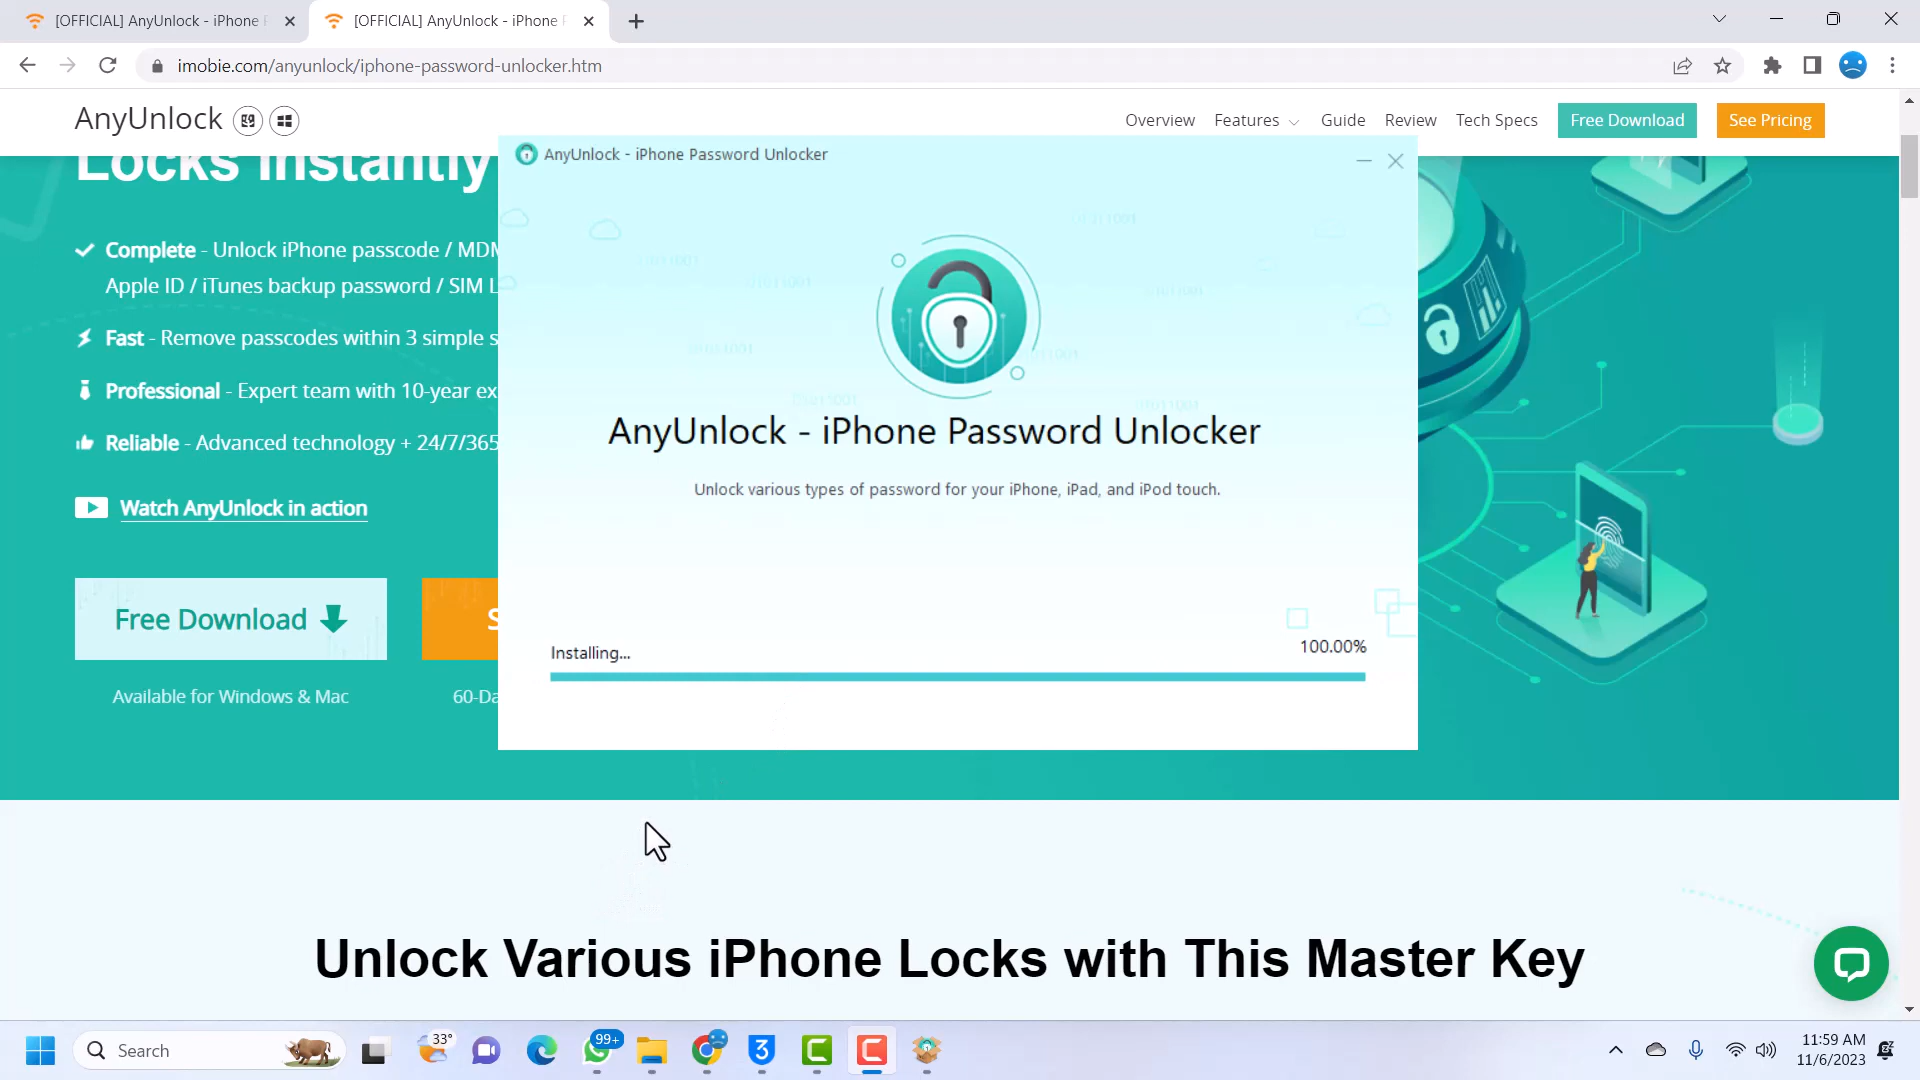 [OFFICIAL] AnyUnlock - iPhone
[OFFICIAL] AnyUnlock - iPhone
imobie.com/anyunlock/iphone-password-unlocker.htm
AnyUnlock
Overview
Features
Guide
Review
Tech Specs
Free Download
See Pricing
Locks Instantly
Complete - Unlock iPhone passcode / MDM
Apple ID / iTunes backup password / SIM L
Fast - Remove passcodes within 3 simple s
Professional - Expert team with 10-year ex
Reliable - Advanced technology + 24/7/365
Watch AnyUnlock in action
Free Download
S
Available for Windows & Mac
60-Da
AnyUnlock - iPhone Password Unlocker
AnyUnlock - iPhone Password Unlocker
Unlock various types of password for your iPhone, iPad, and iPod touch.
Installing...
100.00%
Unlock Various iPhone Locks with This Master Key
Search
33°
99+
3
11:59 AM
11/6/2023